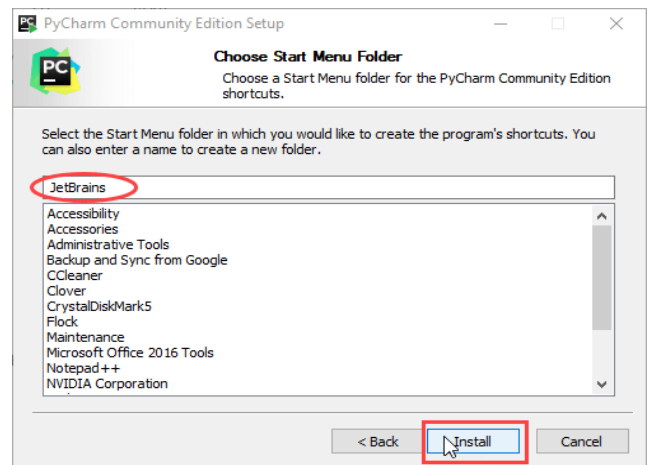 PyCharm Community Edition Setup
PC
Choose Start Menu Folder
Choose a Start Menu folder for the PyCharm Community Edition
shortcuts.
Select the Start Menu folder in which you would like to create the program's shortcuts. You
can also enter a name to create a new folder.
JetBrains
Accessibility
Accessories
Administrative Tools
Backup and Sync from Google
CCleaner
Clover
CrystalDiskMark5
Flock
Maintenance
Microsoft Office 2016 Tools
Notepad++
NVIDIA Corporation
< Back Install Cancel